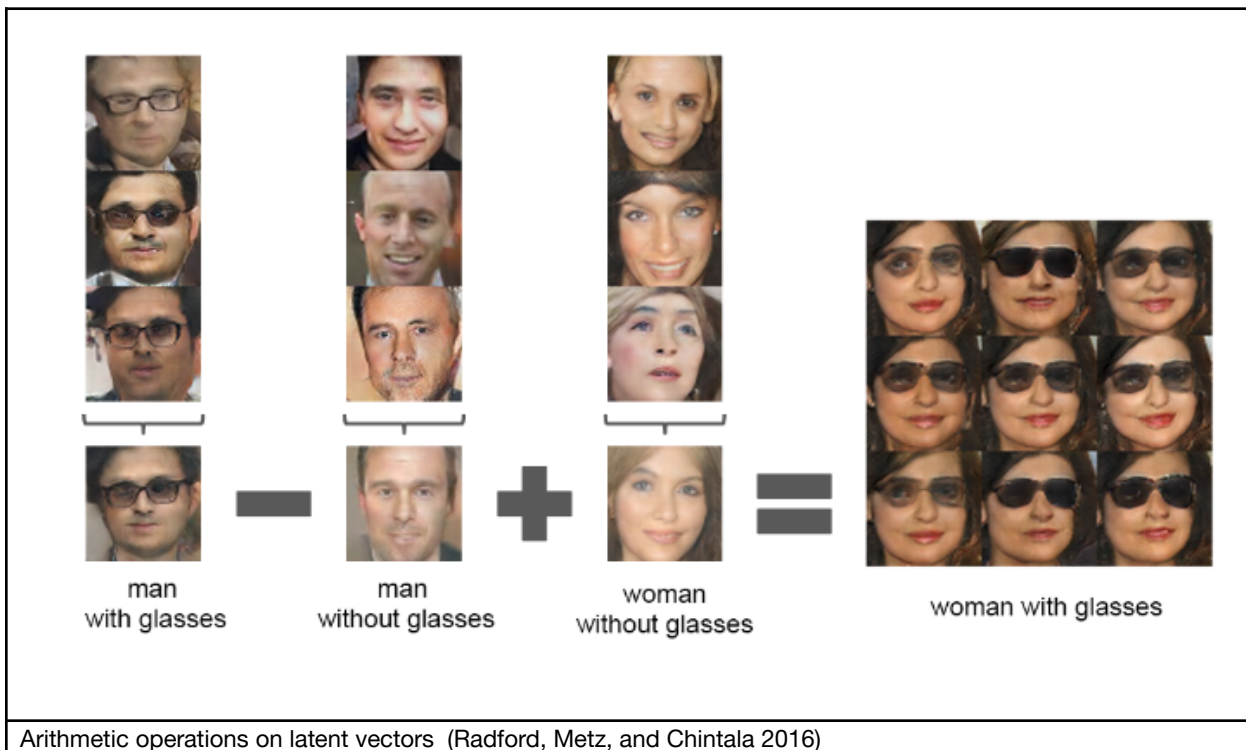 man
with glasses
man
without glasses
woman
without glasses
woman with glasses
Arithmetic operations on latent vectors (Radford, Metz, and Chintala 2016)